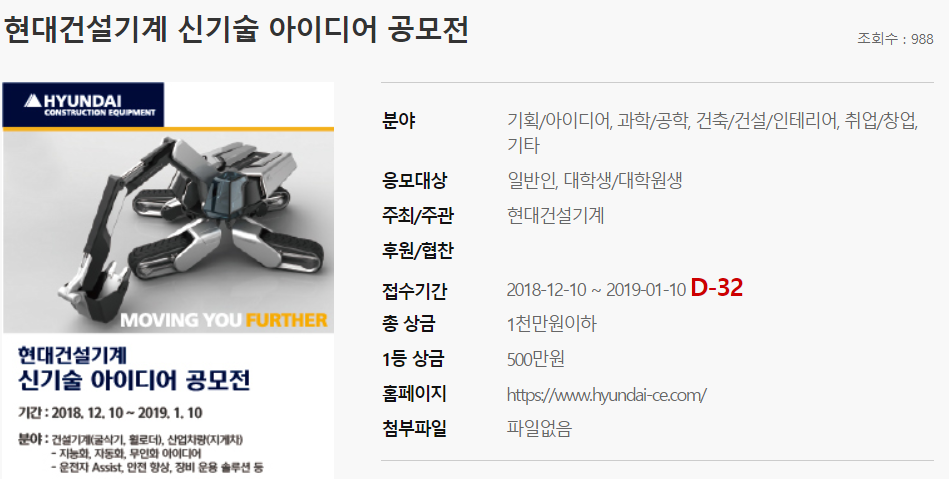 현대건설기계 신기술 아이디어 공모전
조회수 : 988
HYUNDAI
CONSTRUCTION EQUIPMENT
MOVING YOU FURTHER
현대건설기계
신기술 아이디어 공모전
기간 : 2018. 12. 10 ~ 2019. 1. 10
분야 : 건설기계(굴삭기, 휠로더), 산업차량(지게차)
- 지능화, 자동화, 무인화 아이디어
- 운전자 Assist, 안전 향상, 장비 운용 솔루션 등
분야 기획/아이디어, 과학/공학, 건축/건설/인테리어, 취업/창업,
기타
응모대상 일반인, 대학생/대학원생
주최/주관 현대건설기계
후원/협찬
접수기간 2018-12-10 ~ 2019-01-10 D-32
총 상금 1천만원이하
1등 상금 500만원
홈페이지 https://www.hyundai-ce.com/
첨부파일 파일없음